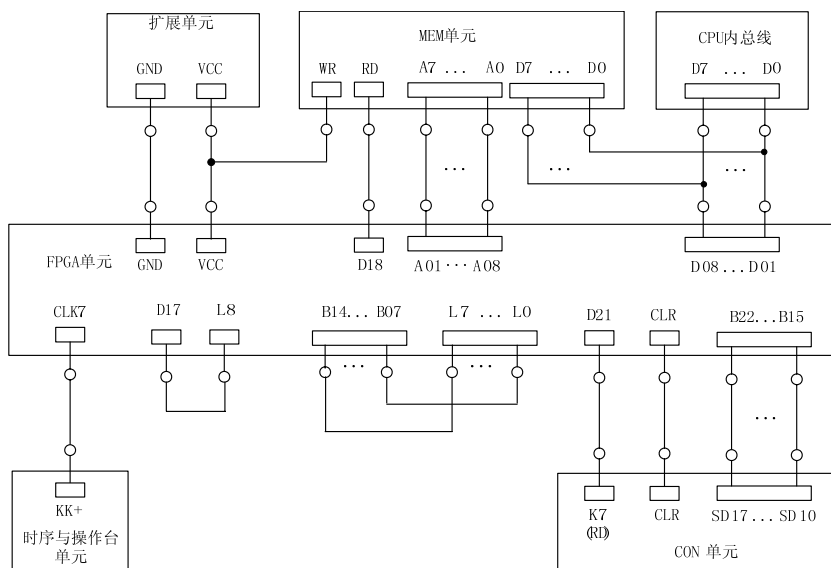 扩展单元
MEM单元
CPU内总线
GND VCC
WR RD A7 ... A0 D7 ... D0
D7 ... D0
... ... ...
FPGA单元
GND VCC D18 A01 ... A08 D08 ... D01
CLK7 D17 L8 B14 ... B07 L7 ... L0 D21 CLR B22 ... B15
... ... ...
KK+
时序与操作台
单元
K7
(RD)
CLR SD17 ... SD10
CON 单元